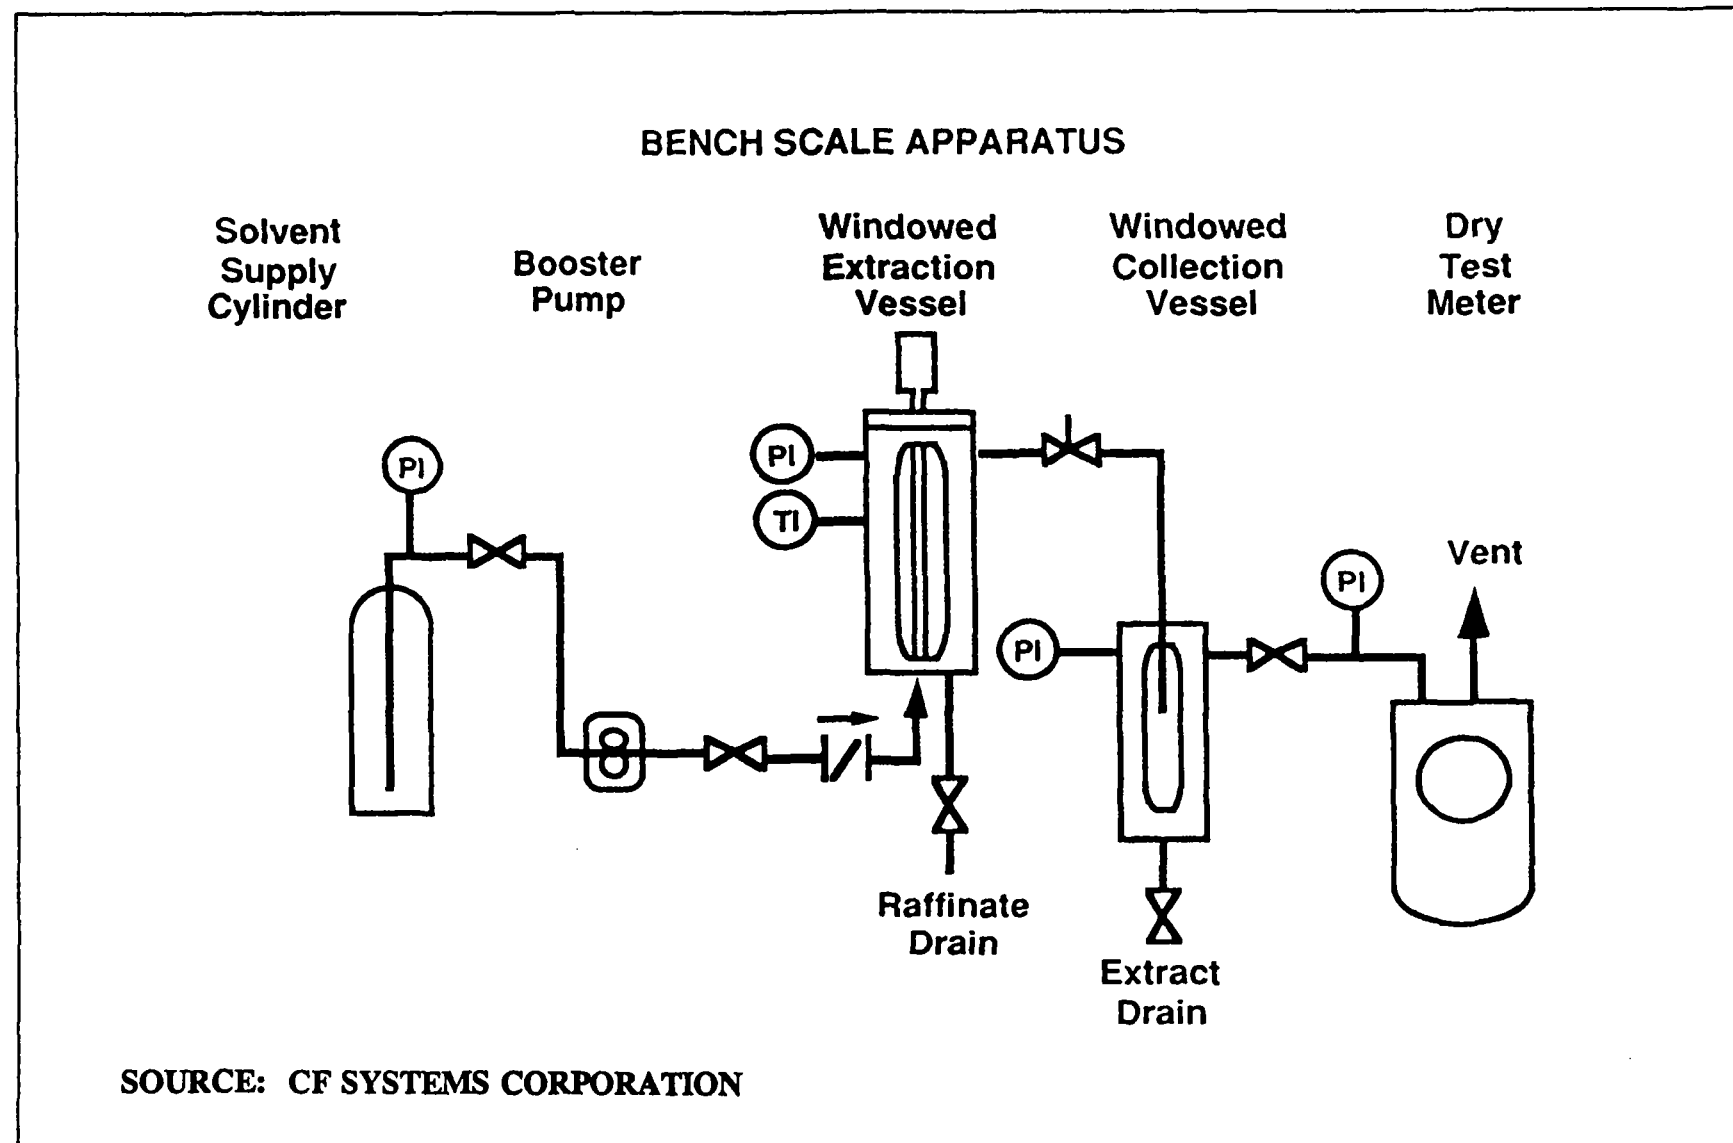 BENCH SCALE APPARATUS
Solvent
Supply
Cylinder
Booster
Pump
Windowed
Extraction
Vessel
Windowed
Collection
Vessel
Dry
Test
Meter
PI
PI
TI
PI
PI
Vent
Raffinate
Drain
Extract
Drain
SOURCE: CF SYSTEMS CORPORATION